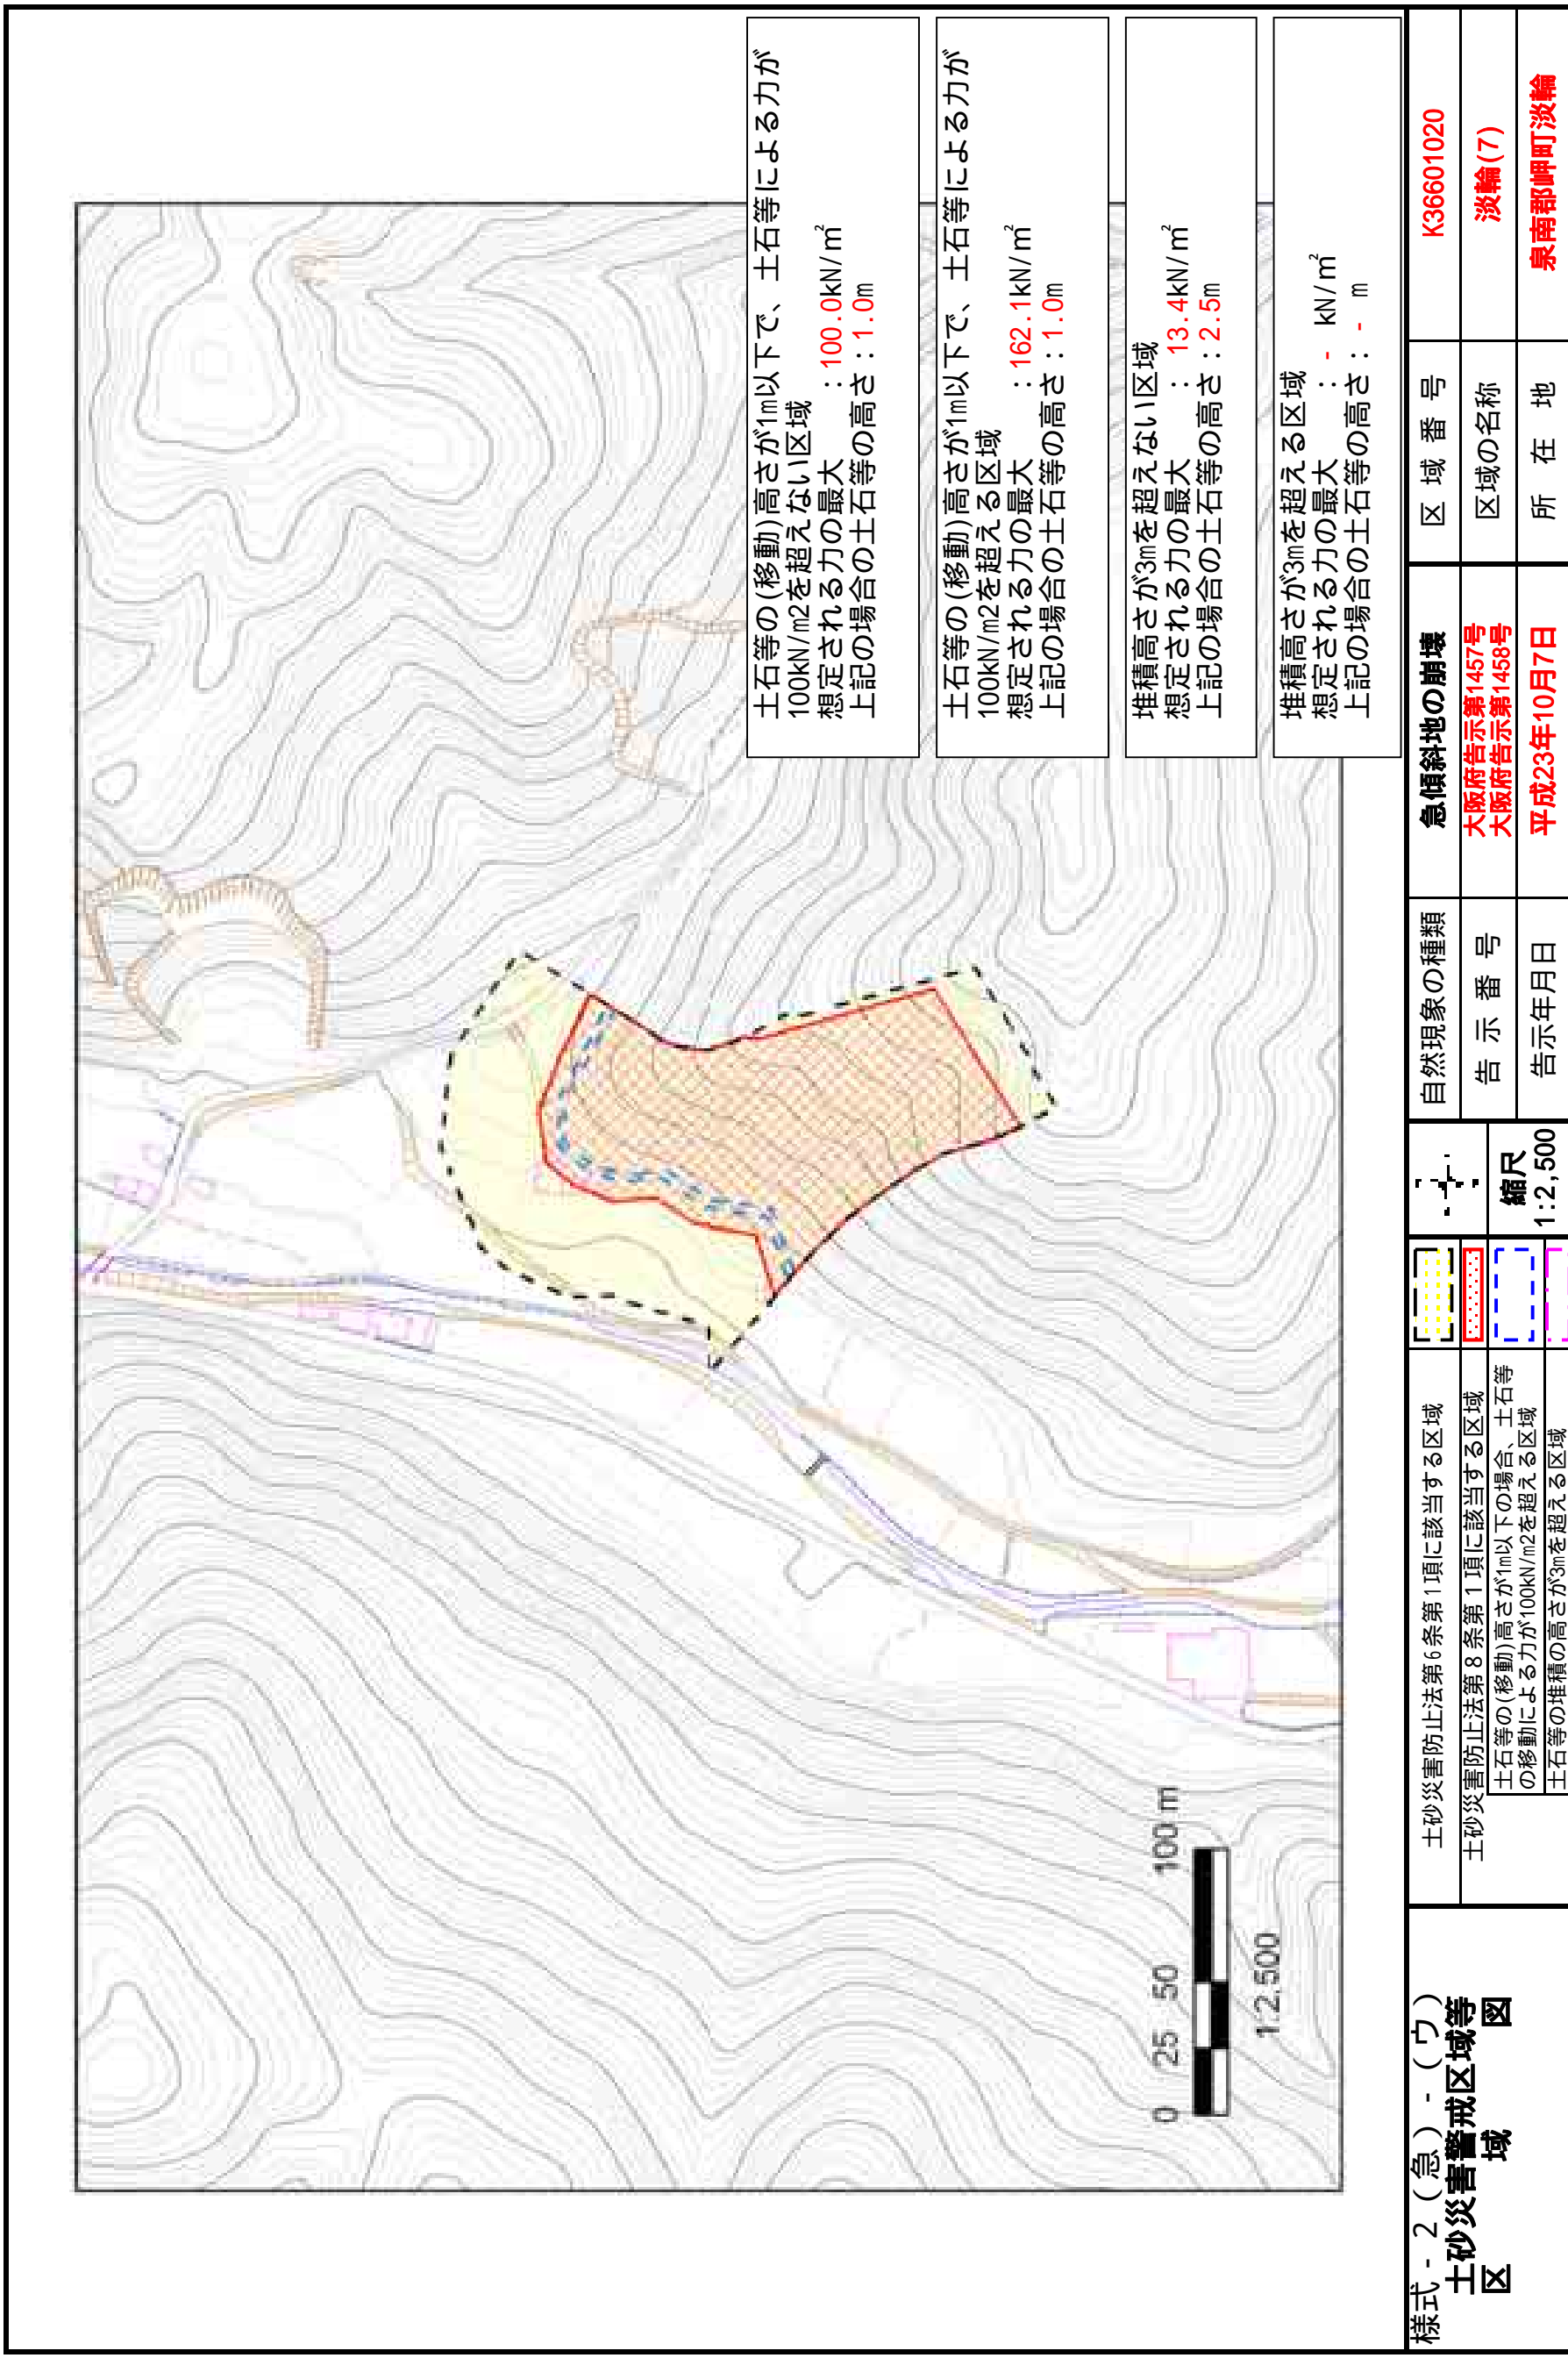 土石等の(移動)高さが1m以下で、土石等による力が
100kN/m2を超えない区域
想定される力の最大 :100.0kN/㎡
上記の場合の土石等の高さ:1.0m
土石等の(移動)高さが1m以下で、土石等による力が
100kN/m2を超える区域
想定される力の最大 :162.1kN/㎡
上記の場合の土石等の高さ:1.0m
堆積高さが3mを超えない区域
想定される力の最大 : 13.4kN/㎡
上記の場合の土石等の高さ:2.5m
堆積高さが3mを超える区域
想定される力の最大 : - kN/㎡
上記の場合の土石等の高さ: - m
0 25 50 100 m
1:2,500
様式-2(急)-(ウ)
土砂災害警戒区域等
区 域 図
土砂災害防止法第6条第1項に該当する区域
土砂災害防止法第8条第1項に該当する区域
土石等の(移動)高さが1m以下の場合、土石等
の移動による力が100kN/m2を超える区域
土石等の堆積の高さが3mを超える区域
縮尺
1:2,500
自然現象の種類 急傾斜地の崩壊
告示番号 大阪府告示第1457号
大阪府告示第1458号
告示年月日 平成23年10月7日
区域番号 K36601020
区域の名称 淡輪(7)
所在地 泉南郡岬町淡輪